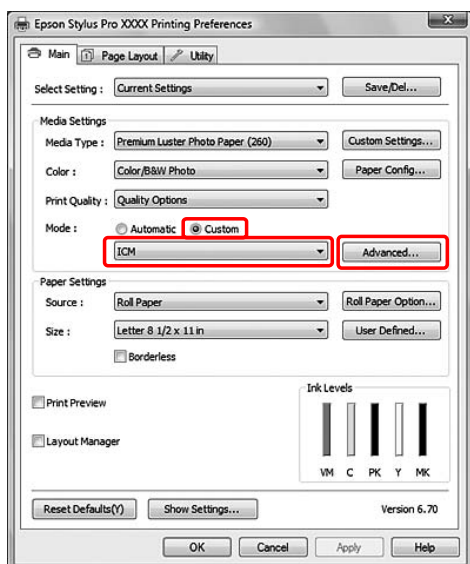 Epson Stylus Pro XXXX Printing Preferences
Main Page Layout Utility
Select Setting : Current Settings Save/Del...
Media Settings
Media Type : Premium Luster Photo Paper (260) Custom Settings...
Color : Color/B&W Photo Paper Config...
Print Quality : Quality Options
Mode : Automatic Custom
ICM Advanced...
Paper Settings
Source : Roll Paper Roll Paper Option...
Size : Letter 8 1/2 x 11 in User Defined...
Borderless
Print Preview
Layout Manager
Ink Levels
VM C PK Y MK
Reset Defaults(Y) Show Settings... Version 6.70
OK Cancel Apply Help